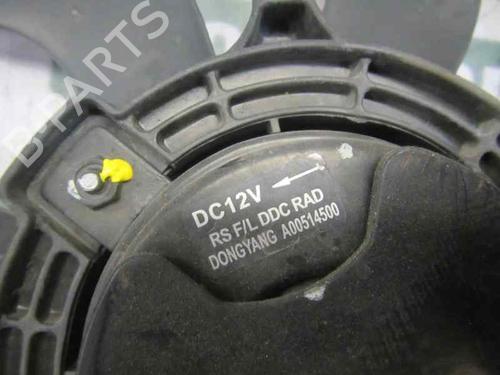 B-PARTS
DC12V
RS F/L DDC RAD
DONGYANG A00514500